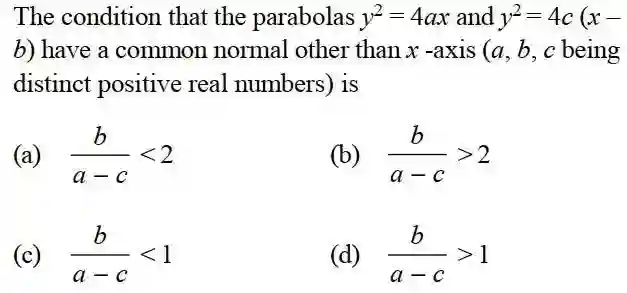 The condition that the parabolas y² = 4ax and y² = 4c (x –
b) have a common normal other than x -axis (a, b, c being
distinct positive real numbers) is
(a) b / (a – c) < 2 (b) b / (a – c) > 2
(c) b / (a – c) < 1 (d) b / (a – c) > 1